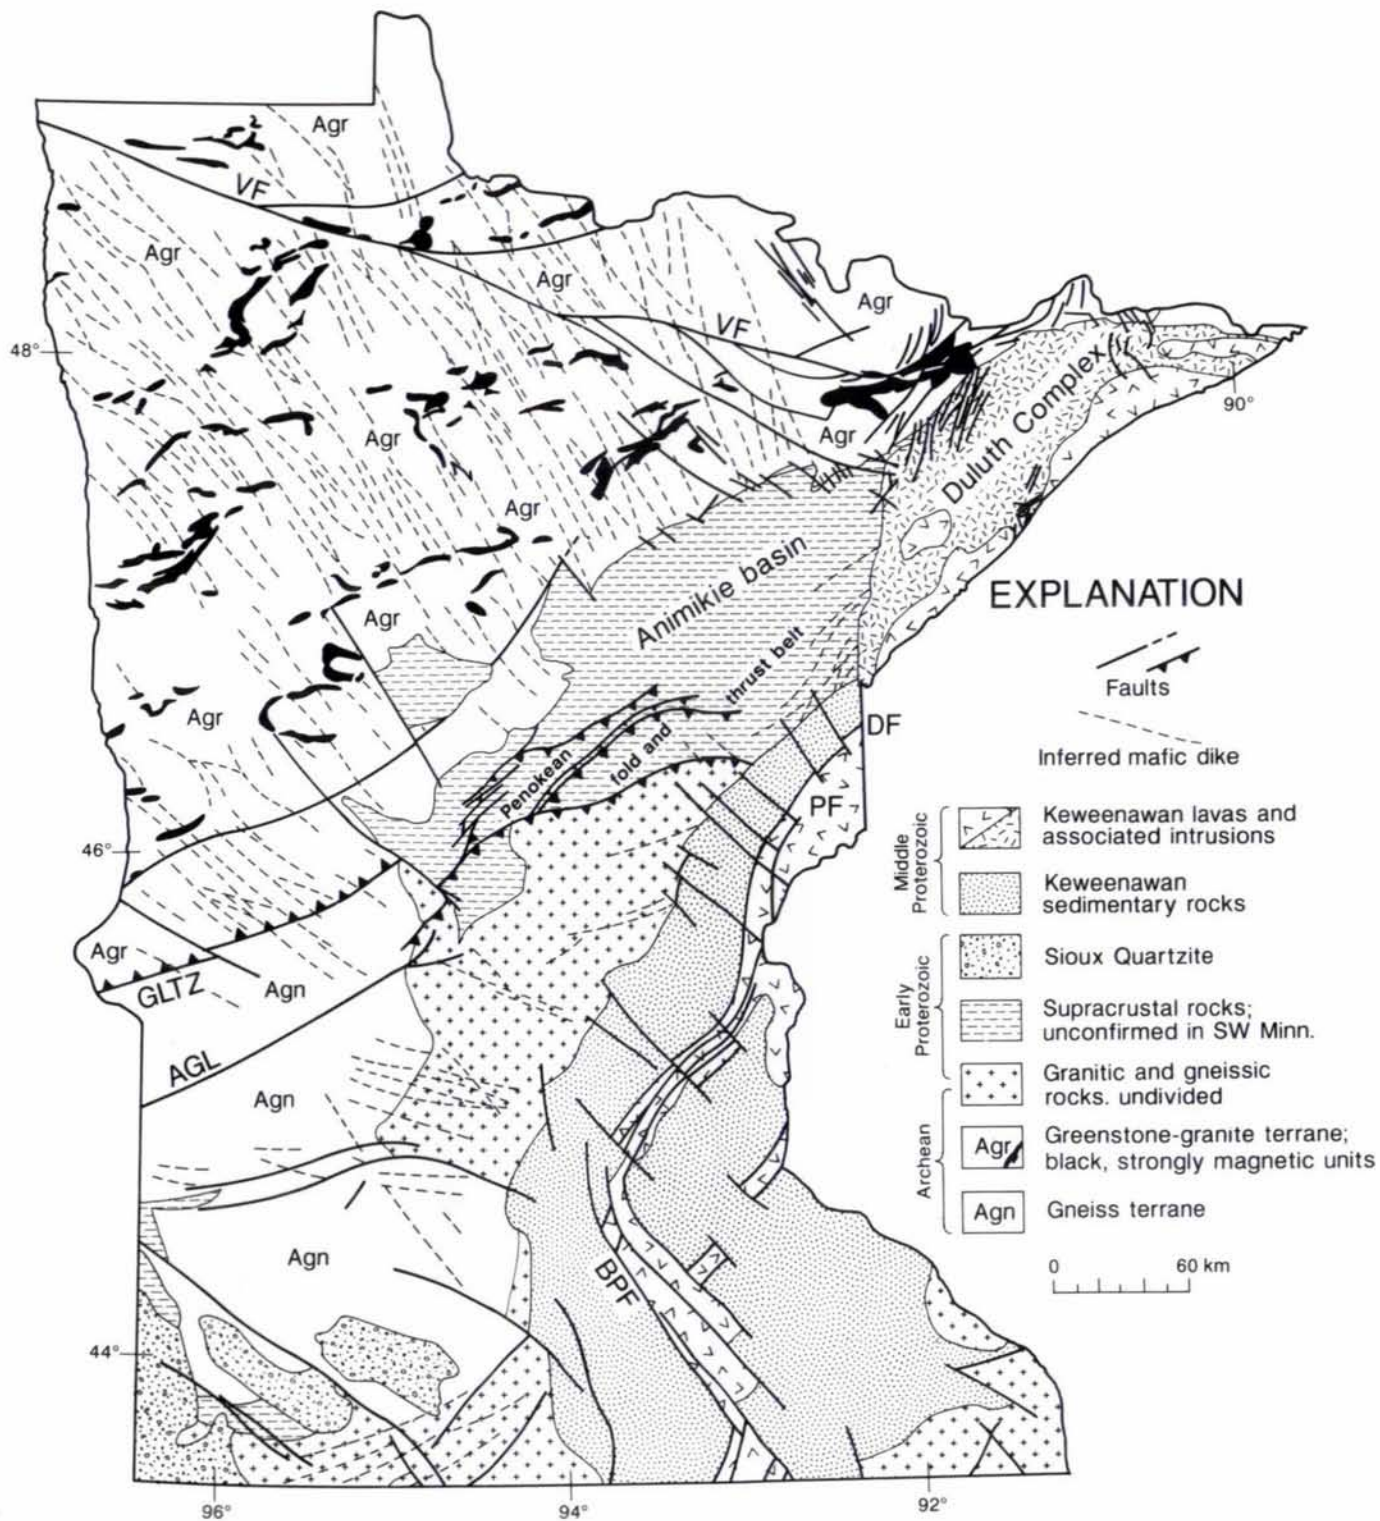 Agr
VF
Agr
Agr
Agr
VF
48°
Duluth Complex
90°
Agr
Agr
Agr
Animikie basin
EXPLANATION
Agr
thrust belt
Faults
Agr
DF
fold and
Inferred mafic dike
Penokean
PF
46°
Agr
GLTZ
Agn
AGL
Agn
Agn
BPF
44°
96°
94°
92°
Middle
Proterozoic
Keweenawan lavas and
associated intrusions
Keweenawan
sedimentary rocks
Early
Proterozoic
Sioux Quartzite
Supracrustal rocks;
unconfirmed in SW Minn.
Granitic and gneissic
rocks. undivided
Archean
Agr
Greenstone-granite terrane;
black, strongly magnetic units
Agn
Gneiss terrane
0 60 km